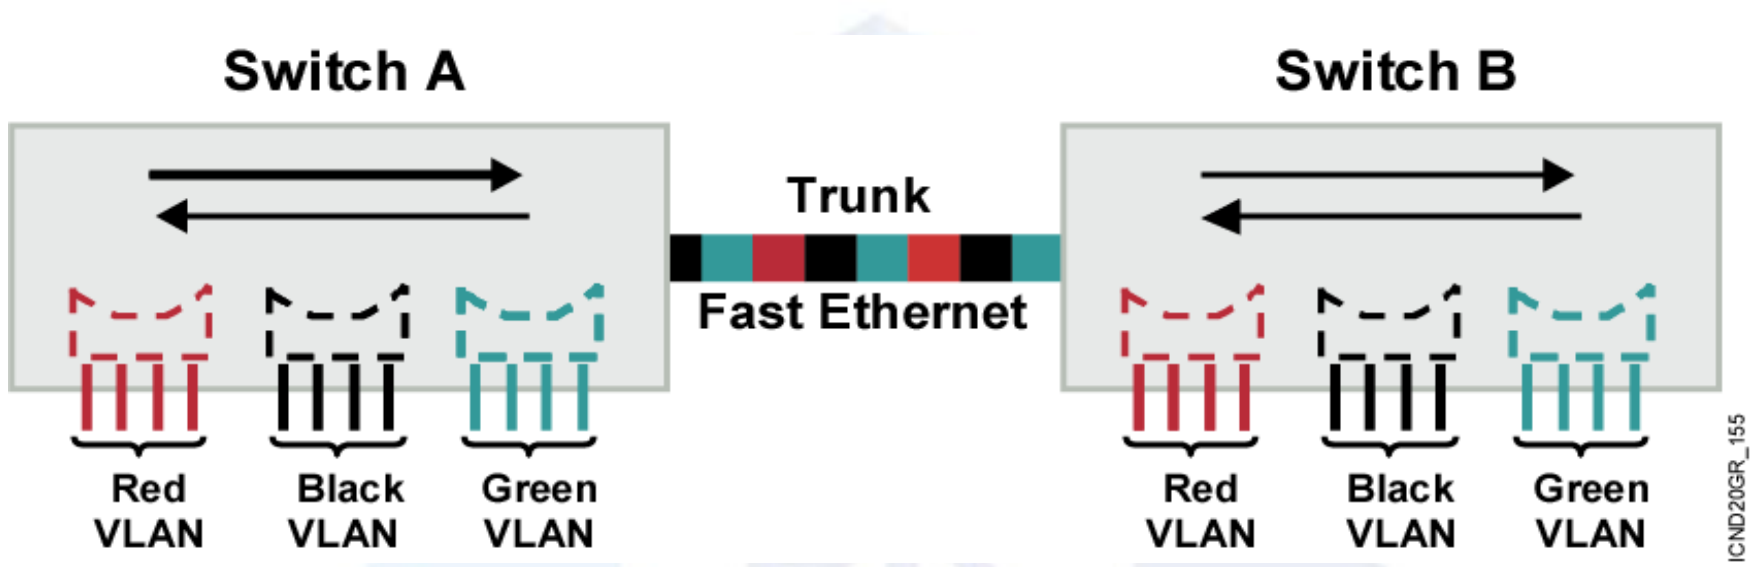 Switch A
Switch B
Trunk
Fast Ethernet
Red
VLAN
Black
VLAN
Green
VLAN
Red
VLAN
Black
VLAN
Green
VLAN
ICND20GR_155